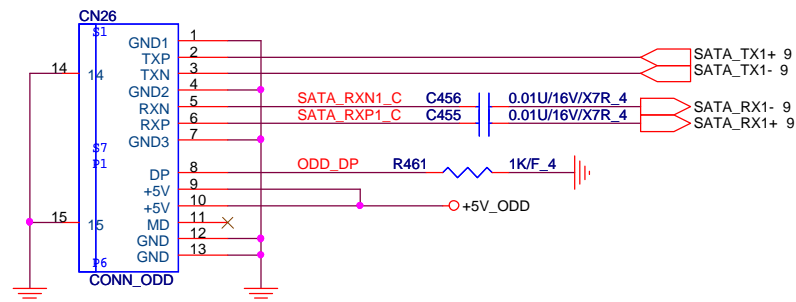 CN26
S1
GND1 1
TXP 2 SATA_TX1+ 9
14 14 TXN 3 SATA_TX1- 9
GND2 4
RXN 5 SATA_RXN1_C C456 0.01U/16V/X7R_4 SATA_RX1- 9
RXP 6 SATA_RXP1_C C455 0.01U/16V/X7R_4 SATA_RX1+ 9
GND3 7
S7
P1
DP 8 ODD_DP R461 1K/F_4
+5V 9
+5V 10 +5V_ODD
15 15 MD 11
GND 12
GND 13
P6
CONN_ODD